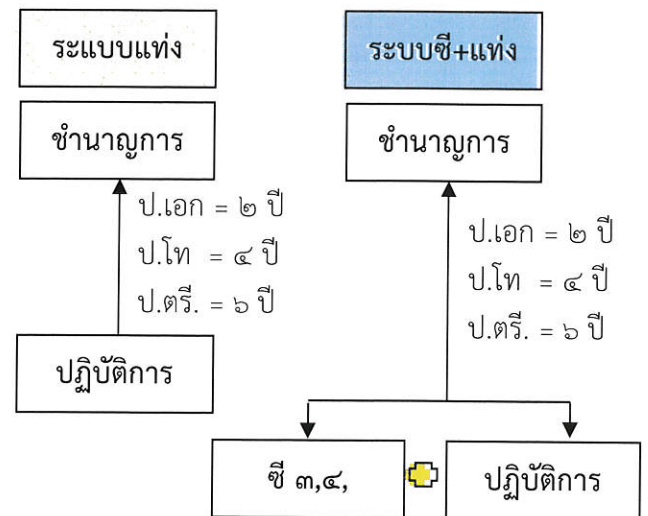 ระแบบแท่ง
ชำนาญการ
ป.เอก = ๒ ปี
ป.โท = ๔ ปี
ป.ตรี. = ๖ ปี
ปฏิบัติการ
ระบบซี+แท่ง
ชำนาญการ
ป.เอก = ๒ ปี
ป.โท = ๔ ปี
ป.ตรี. = ๖ ปี
ซี ๓,๔,
ปฏิบัติการ